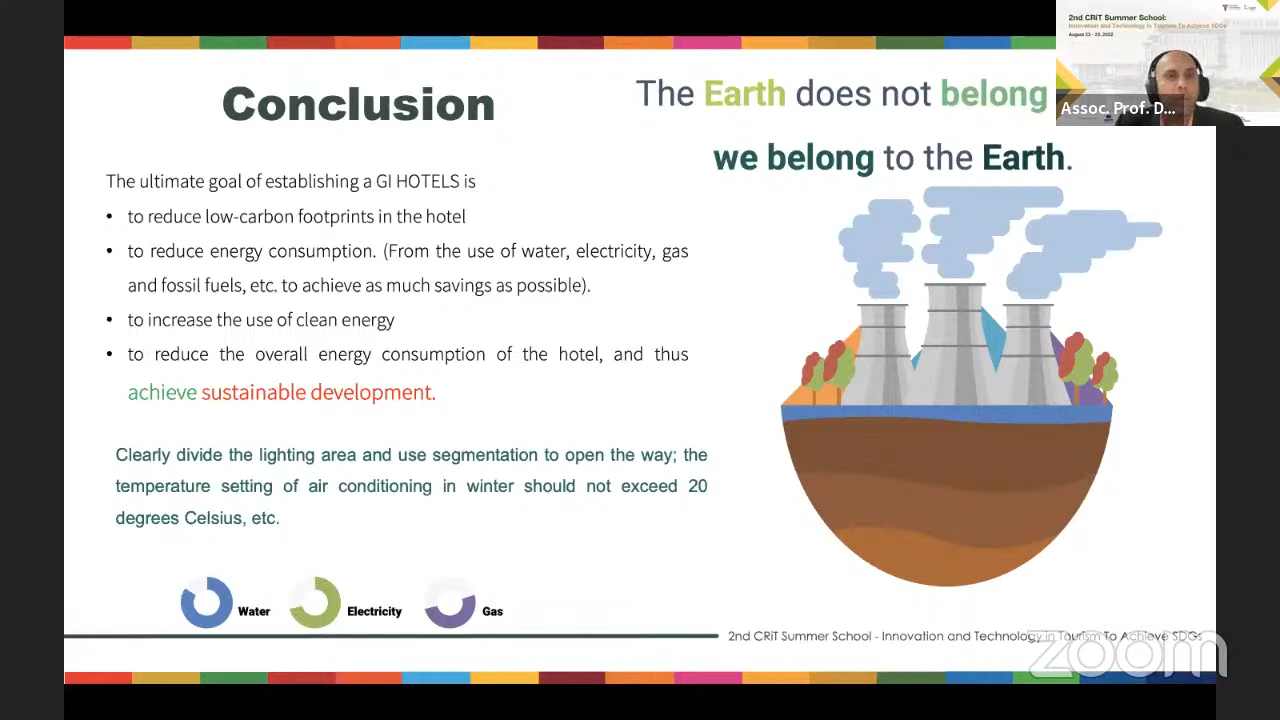 2nd CRiT Summer School:
Innovation and Technology in Tourism To Achieve SDGs
August 23 - 25, 2022
Assoc. Prof. D...
Conclusion
The Earth does not belong
we belong to the Earth.
The ultimate goal of establishing a GI HOTELS is
• to reduce low-carbon footprints in the hotel
• to reduce energy consumption. (From the use of water, electricity, gas
and fossil fuels, etc. to achieve as much savings as possible).
• to increase the use of clean energy
• to reduce the overall energy consumption of the hotel, and thus
achieve sustainable development.
Clearly divide the lighting area and use segmentation to open the way; the
temperature setting of air conditioning in winter should not exceed 20
degrees Celsius, etc.
Water
Electricity
Gas
2nd CRiT Summer School - Innovation and Technology in Tourism To Achieve SDGs
zoom